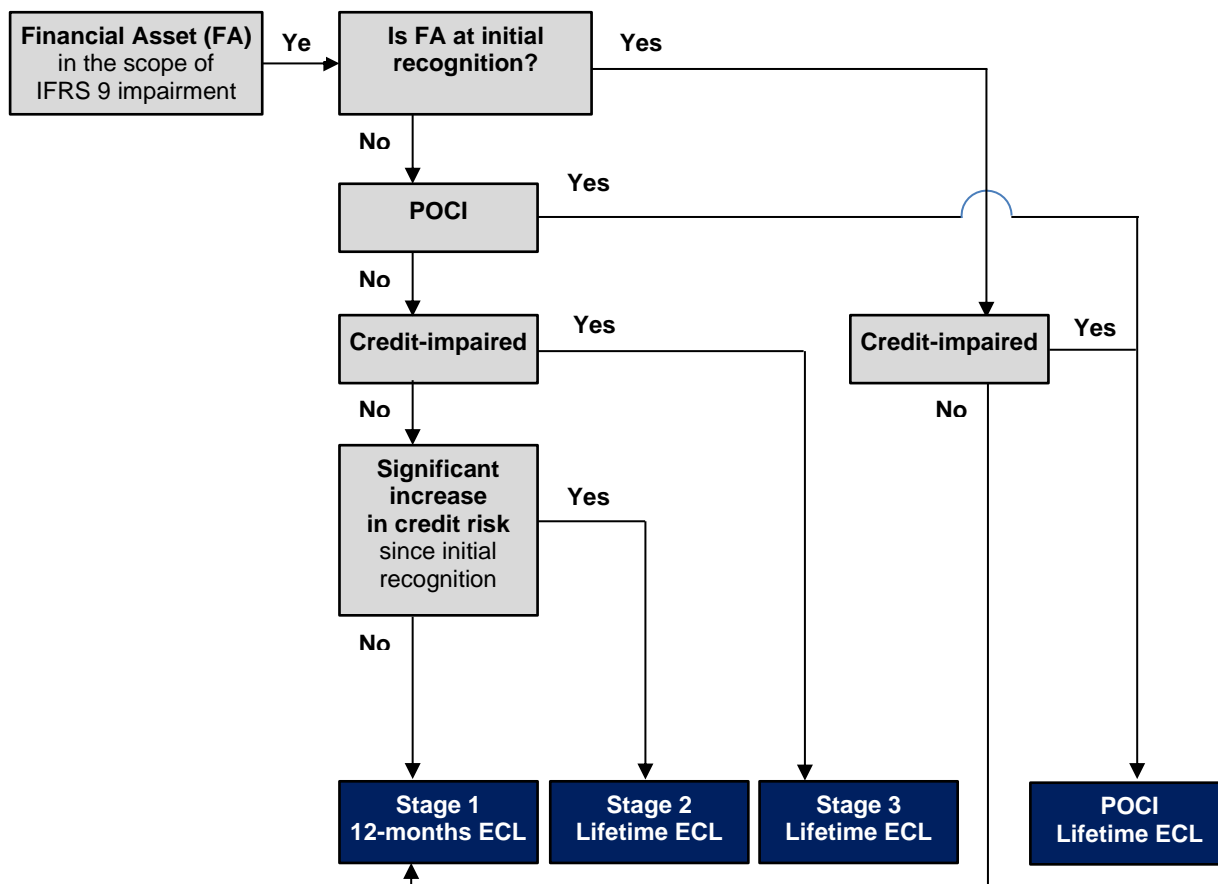 Financial Asset (FA)
in the scope of
IFRS 9 impairment
Ye
Is FA at initial
recognition?
Yes
No
POCI
Yes
No
Credit-impaired
Yes
Credit-impaired
Yes
No
No
Significant
increase
in credit risk
since initial
recognition
Yes
No
Stage 1
12-months ECL
Stage 2
Lifetime ECL
Stage 3
Lifetime ECL
POCI
Lifetime ECL